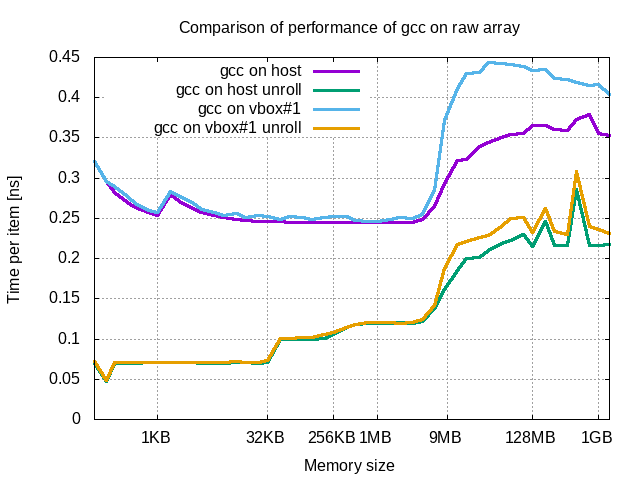 Comparison of performance of gcc on raw array
gcc on host
gcc on host unroll
gcc on vbox#1
gcc on vbox#1 unroll
Time per item [ns]
0.45
0.4
0.35
0.3
0.25
0.2
0.15
0.1
0.05
0
1KB 32KB 256KB 1MB 9MB 128MB 1GB
Memory size